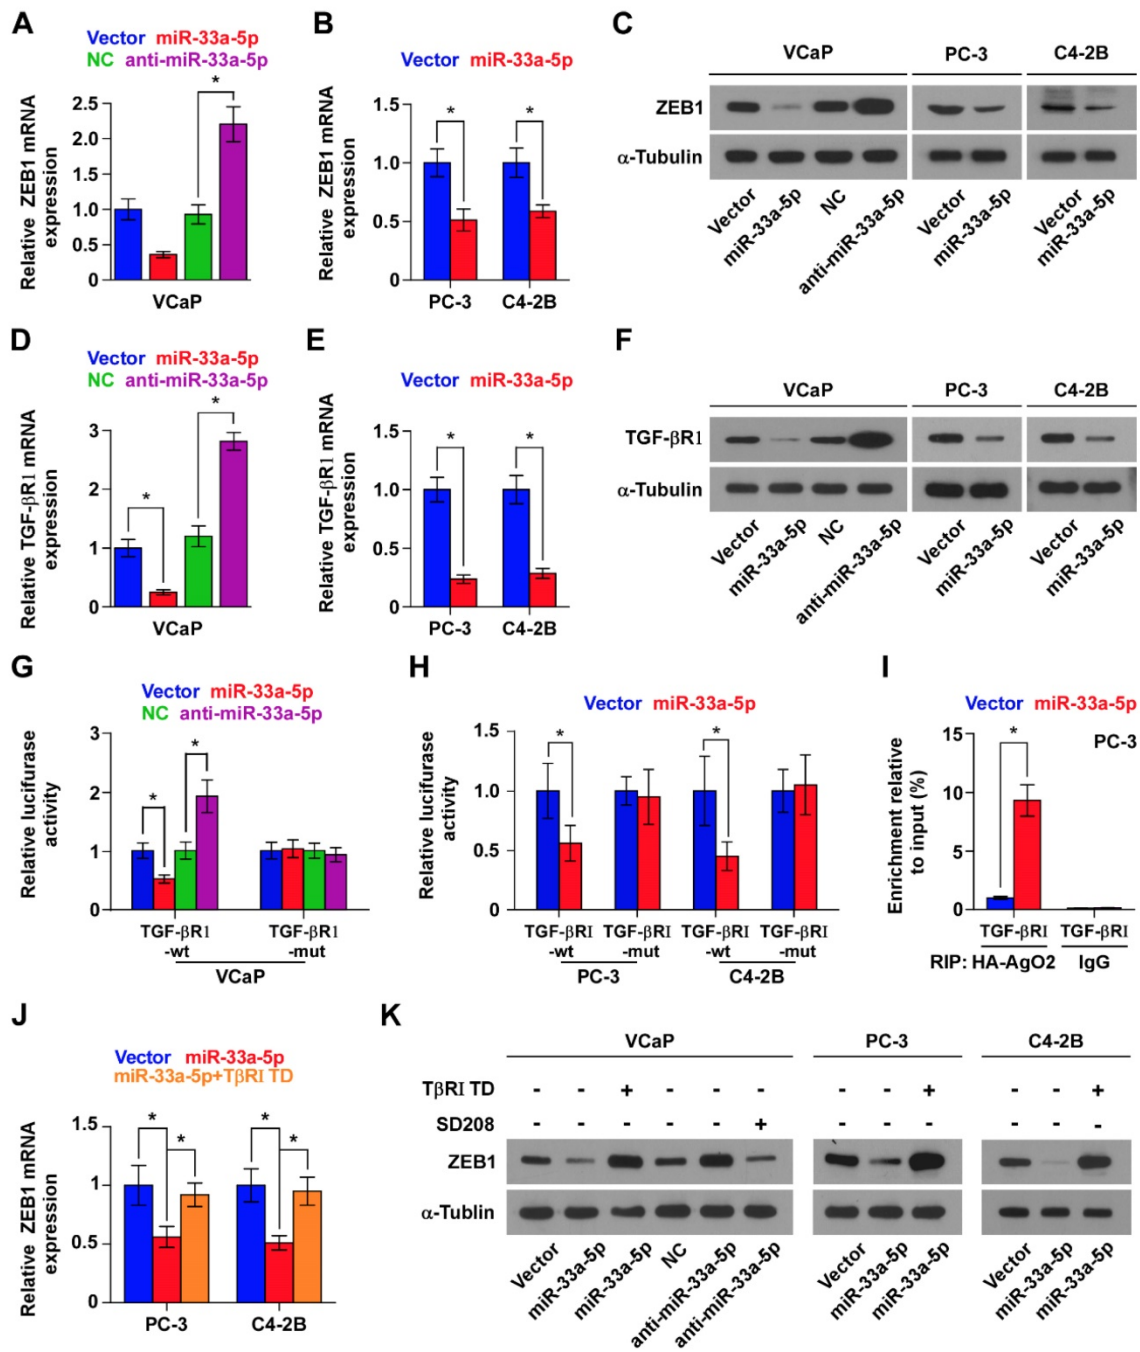 A
Vector miR-33a-5p
NC anti-miR-33a-5p
Relative ZEB1 mRNA
expression
2.5
2.0
1.0
0.5
0
*
VCaP
B
Vector miR-33a-5p
Relative ZEB1 mRNA
expression
1.5
1.0
0.5
0
* *
PC-3 C4-2B
C
VCaP PC-3 C4-2B
ZEB1
α-Tubulin
Vector miR-33a-5p NC anti-miR-33a-5p Vector miR-33a-5p Vector miR-33a-5p
D
Vector miR-33a-5p
NC anti-miR-33a-5p
Relative TGF-βR1 mRNA
expression
3
2
1
0
* *
VCaP
E
Vector miR-33a-5p
Relative TGF-βR1 mRNA
expression
1.5
1.0
0.5
0
* *
PC-3 C4-2B
F
VCaP PC-3 C4-2B
TGF-βR1
α-Tubulin
Vector miR-33a-5p NC anti-miR-33a-5p Vector miR-33a-5p Vector miR-33a-5p
G
Vector miR-33a-5p
NC anti-miR-33a-5p
Relative lucifurase
activity
3
2
1
0
* *
TGF-βR1 TGF-βR1
-wt -mut
VCaP
H
Vector miR-33a-5p
Relative lucifurase
activity
1.5
1.0
0.5
0
* *
TGF-βRI TGF-βRI TGF-βRI TGF-βRI
-wt -mut -wt -mut
PC-3 C4-2B
I
Vector miR-33a-5p
PC-3
Enrichment relative
to input (%)
15
10
5
0
*
TGF-βRI TGF-βRI
RIP: HA-AgO2 IgG
J
Vector miR-33a-5p
miR-33a-5p+TβRI TD
Relative ZEB1 mRNA
expression
1.5
1
0.5
0
* * * *
PC-3 C4-2B
K
VCaP PC-3 C4-2B
TβRI TD - - + - - - - - + - - +
SD208 - - - - - + - - - - - -
ZEB1
α-Tublin
Vector miR-33a-5p miR-33a-5p NC anti-miR-33a-5p anti-miR-33a-5p Vector miR-33a-5p miR-33a-5p Vector miR-33a-5p miR-33a-5p